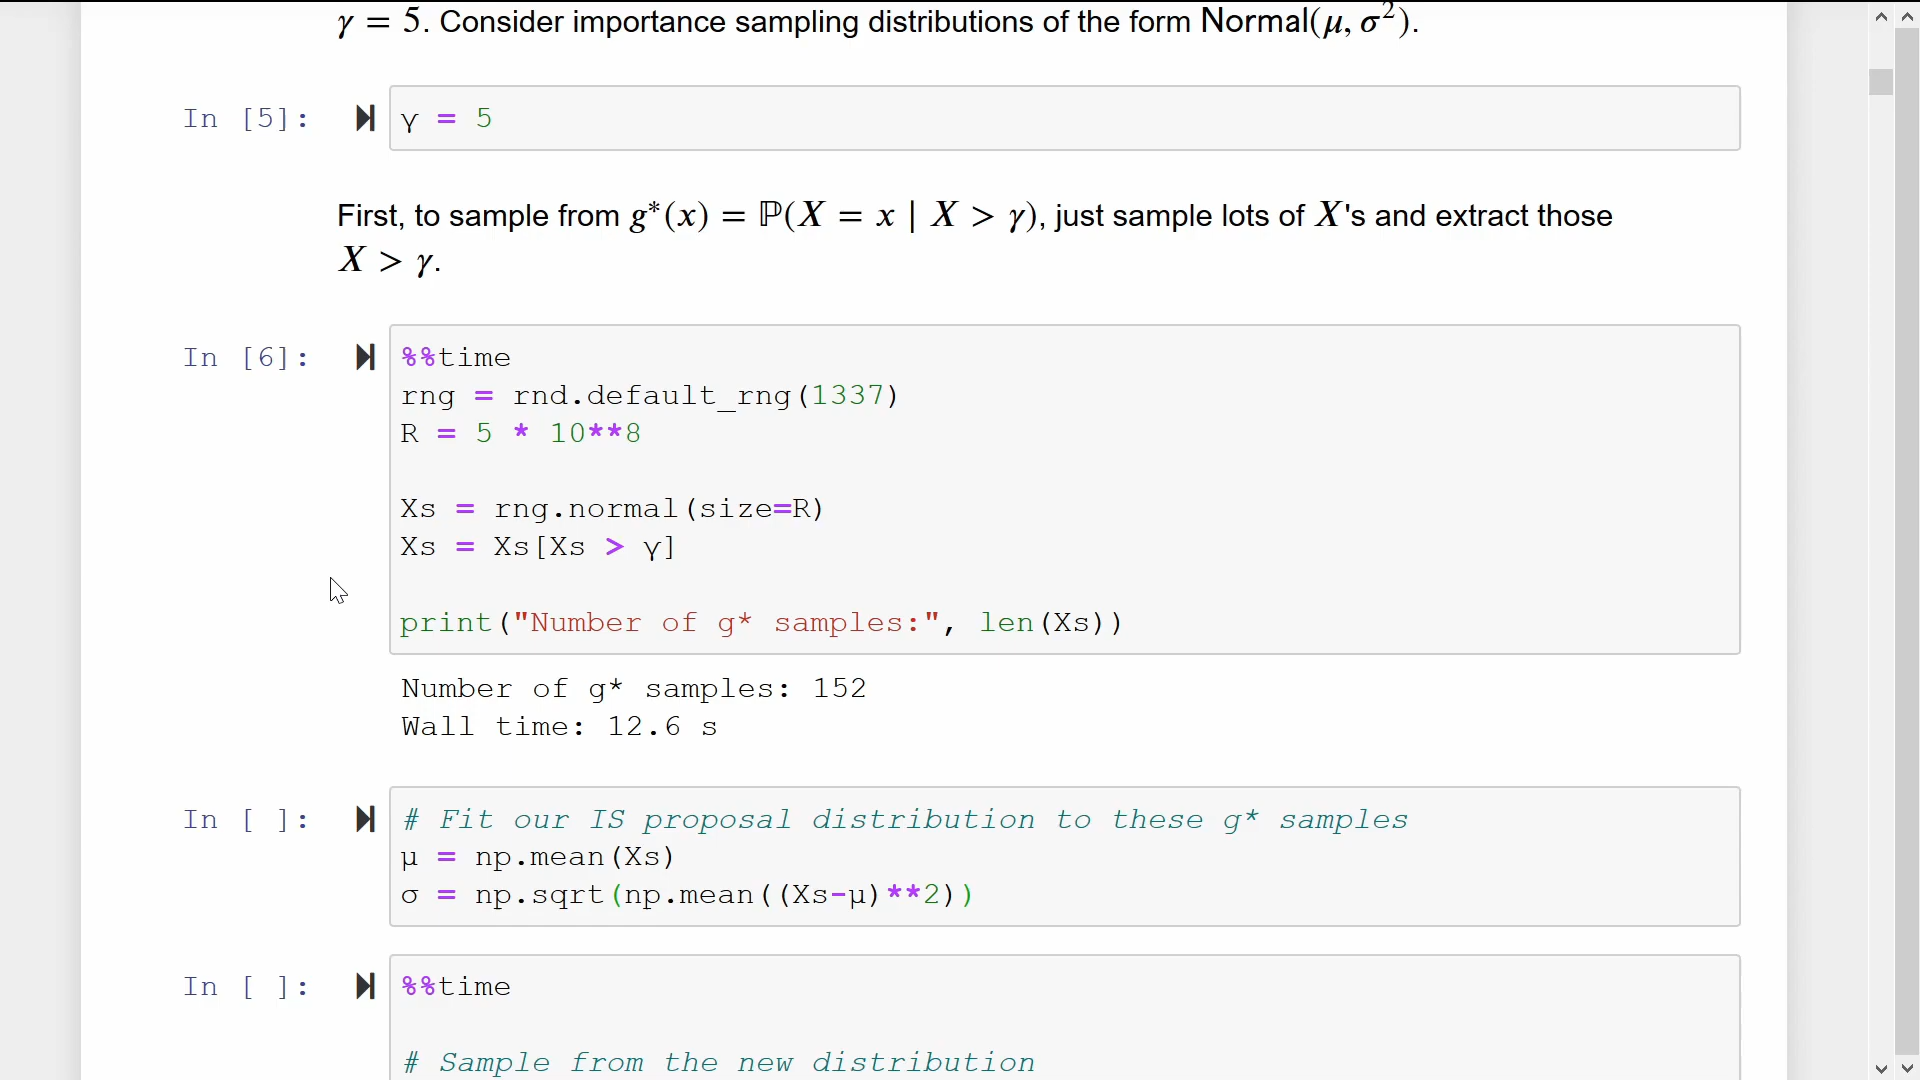 γ = 5. Consider importance sampling distributions of the form Normal(μ, σ²).
In [5]:
γ = 5
First, to sample from g*(x) = ℙ(X = x | X > γ), just sample lots of X's and extract those
X > γ.
In [6]:
%%time
rng = rnd.default_rng(1337)
R = 5 * 10**8
Xs = rng.normal(size=R)
Xs = Xs[Xs > γ]
print("Number of g* samples:", len(Xs))
Number of g* samples: 152
Wall time: 12.6 s
In [ ]:
# Fit our IS proposal distribution to these g* samples
μ = np.mean(Xs)
σ = np.sqrt(np.mean((Xs-μ)**2))
In [ ]:
%%time
# Sample from the new distribution